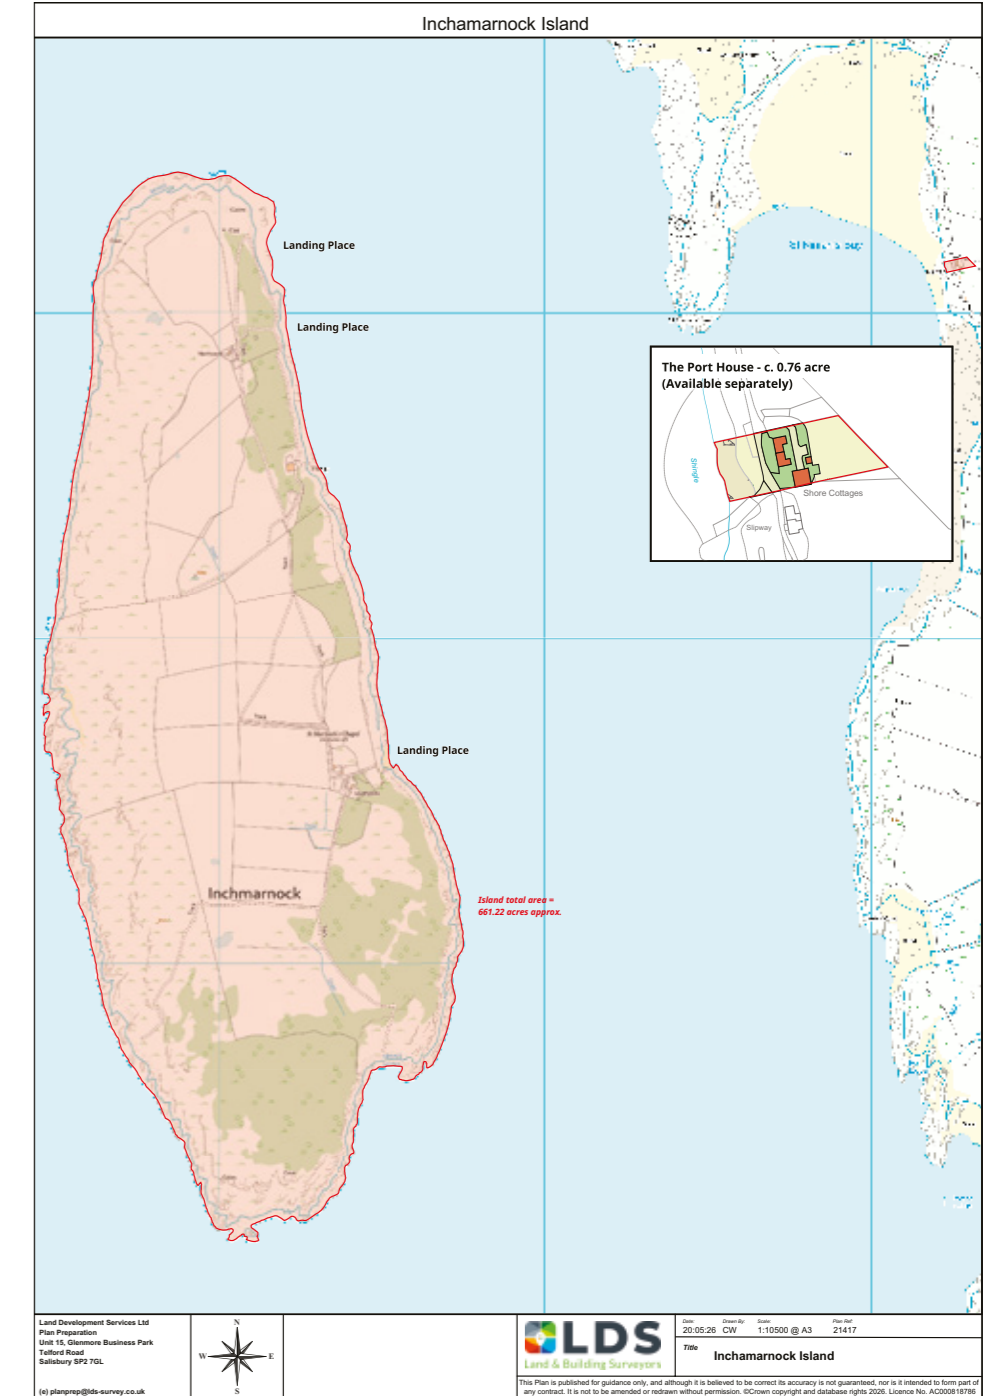 Inchamarnock Island
Landing Place
Landing Place
The Port House - c. 0.76 acre
(Available separately)
Shingle
Shore Cottages
Slipway
Landing Place
Inchmarnock
Island total area =
661.22 acres approx.
Land Development Services Ltd
Plan Preparation
Unit 15, Glenmore Business Park
Telford Road
Salisbury SP2 7GL
(e) planprep@lds-survey.co.uk
N
W E
S
LDS
Land & Building Surveyors
Date: Drawn By: Scale: Plan Ref:
20:05:26 CW 1:10500 @ A3 21417
Title
Inchamarnock Island
This Plan is published for guidance only, and although it is believed to be correct its accuracy is not guaranteed, nor is it intended to form part of
any contract. It is not to be amended or redrawn without permission. ©Crown copyright and database rights 2026. Licence No. AC000818786